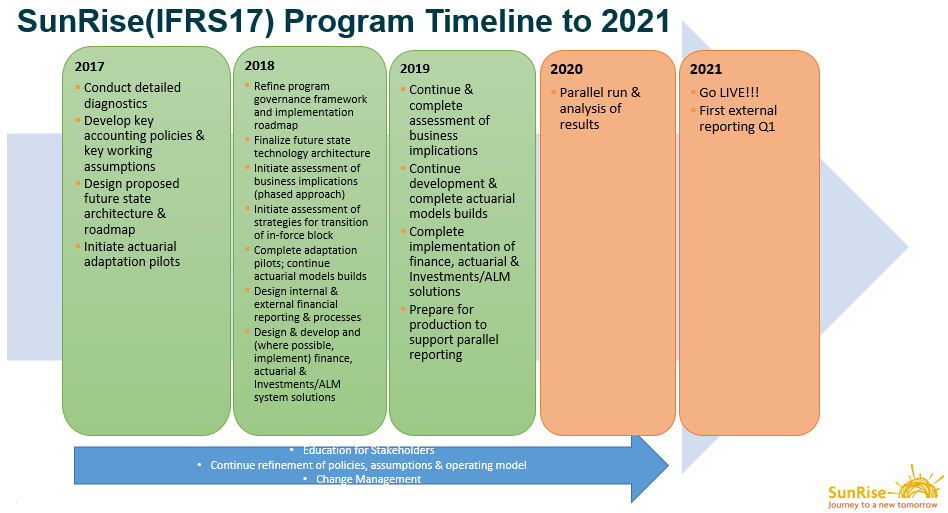 SunRise(IFRS17) Program Timeline to 2021
2017
▪ Conduct detailed
diagnostics
▪ Develop key
accounting policies &
key working
assumptions
▪ Design proposed
future state
architecture &
roadmap
▪ Initiate actuarial
adaptation pilots
2018
▪ Refine program
governance framework
and implementation
roadmap
▪ Finalize future state
technology architecture
▪ Initiate assessment of
business implications
(phased approach)
▪ Initiate assessment of
strategies for transition
of in-force block
▪ Complete adaptation
pilots; continue
actuarial models builds
▪ Design internal &
external financial
reporting & processes
▪ Design & develop and
(where possible,
implement) finance,
actuarial &
Investments/ALM
system solutions
2019
▪ Continue &
complete
assessment of
business
implications
▪ Continue
development &
complete actuarial
models builds
▪ Complete
implementation of
finance, actuarial &
Investments/ALM
solutions
▪ Prepare for
production to
support parallel
reporting
2020
▪ Parallel run &
analysis of
results
2021
▪ Go LIVE!!!
▪ First external
reporting Q1
• Education for Stakeholders
• Continue refinement of policies, assumptions & operating model
• Change Management
SunRise
Journey to a new tomorrow